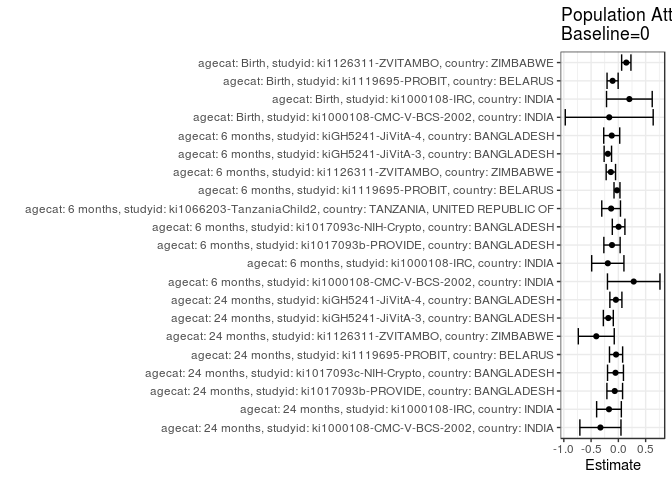 Population Att
Baseline=0
agecat: Birth, studyid: ki1126311-ZVITAMBO, country: ZIMBABWE
agecat: Birth, studyid: ki1119695-PROBIT, country: BELARUS
agecat: Birth, studyid: ki1000108-IRC, country: INDIA
agecat: Birth, studyid: ki1000108-CMC-V-BCS-2002, country: INDIA
agecat: 6 months, studyid: kiGH5241-JiVitA-4, country: BANGLADESH
agecat: 6 months, studyid: kiGH5241-JiVitA-3, country: BANGLADESH
agecat: 6 months, studyid: ki1126311-ZVITAMBO, country: ZIMBABWE
agecat: 6 months, studyid: ki1119695-PROBIT, country: BELARUS
agecat: 6 months, studyid: ki1066203-TanzaniaChild2, country: TANZANIA, UNITED REPUBLIC OF
agecat: 6 months, studyid: ki1017093c-NIH-Crypto, country: BANGLADESH
agecat: 6 months, studyid: ki1017093b-PROVIDE, country: BANGLADESH
agecat: 6 months, studyid: ki1000108-IRC, country: INDIA
agecat: 6 months, studyid: ki1000108-CMC-V-BCS-2002, country: INDIA
agecat: 24 months, studyid: kiGH5241-JiVitA-4, country: BANGLADESH
agecat: 24 months, studyid: kiGH5241-JiVitA-3, country: BANGLADESH
agecat: 24 months, studyid: ki1126311-ZVITAMBO, country: ZIMBABWE
agecat: 24 months, studyid: ki1119695-PROBIT, country: BELARUS
agecat: 24 months, studyid: ki1017093c-NIH-Crypto, country: BANGLADESH
agecat: 24 months, studyid: ki1017093b-PROVIDE, country: BANGLADESH
agecat: 24 months, studyid: ki1000108-IRC, country: INDIA
agecat: 24 months, studyid: ki1000108-CMC-V-BCS-2002, country: INDIA
-1.0 -0.5 0.0 0.5
Estimate